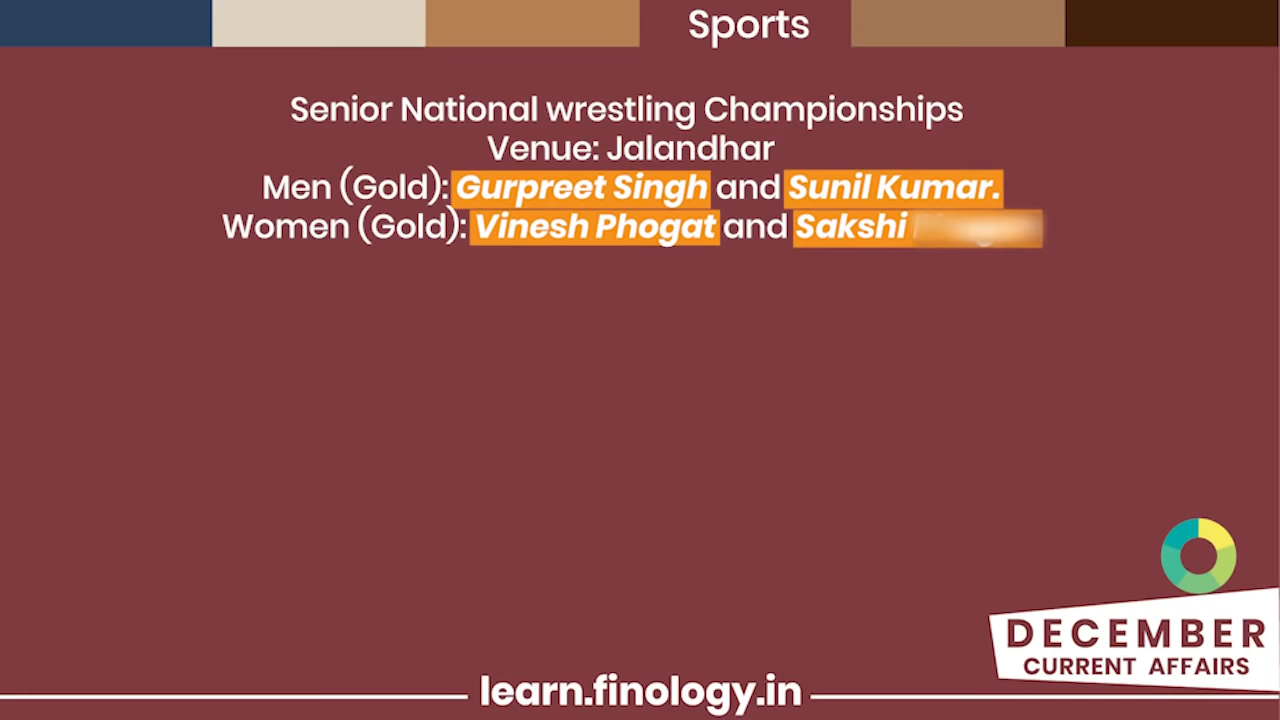 Sports
Senior National wrestling Championships
Venue: Jalandhar
Men (Gold): Gurpreet Singh and Sunil Kumar.
Women (Gold): Vinesh Phogat and Sakshi
DECEMBER
CURRENT AFFAIRS
learn.finology.in